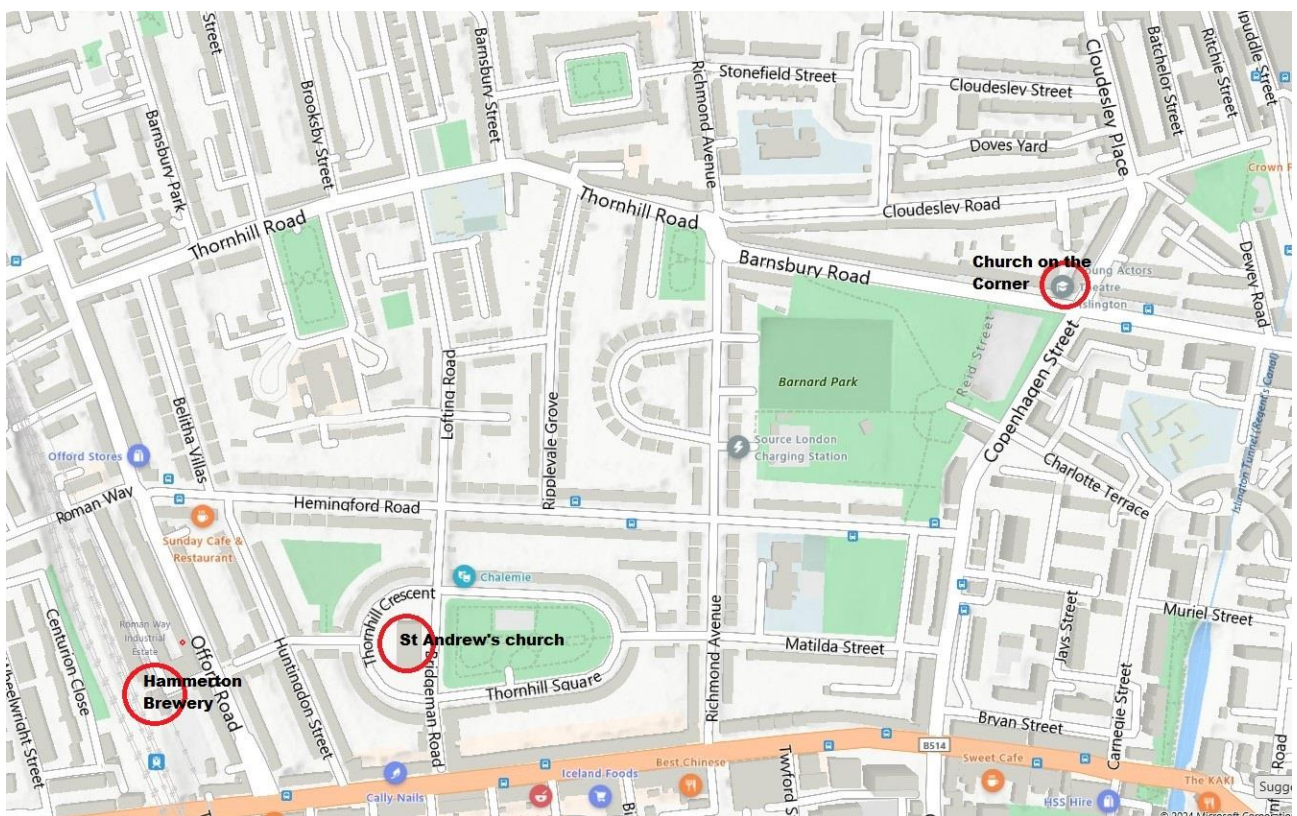 Street
Barnsbury Park
Brooksby Street
Barnsbury Street
Richmond Avenue
Stonefield Street
Cloudesley Street
Cloudesley Place
Batchelor Street
Ritchie Street
ipuddle Street
Doves Yard
Crown
Thornhill Road
Thornhill Road
Cloudesley Road
Barnsbury Road
Church on the
Corner
Young Actors
Theatre
Islington
Dewey Road
Reid Street
Copenhagen Street
Barnard Park
Lofting Road
Belitha Villas
Ripplevale Grove
Offord Stores
Source London
Charging Station
Charlotte Terrace
Islington Tunnel (Regent's Canal)
Roman Way
Hemingford Road
Sunday Cafe &
Restaurant
Chalemie
Thornhill Crescent
St Andrew's church
Centurion Close
Roman Way
Industrial
Estate
Offord Road
Huntingdon Street
Bridgeman Road
Richmond Avenue
Matilda Street
Jays Street
Muriel Street
Wheelwright Street
Hammerton
Brewery
Thornhill Square
Bryan Street
Carnegie Street
B514
Twyford S
Best Chinese
Iceland Foods
Cally Nails
Sweet Cafe
HSS Hire
The KAKI
Road
Sugge
© 2024 Microsoft Corporatio